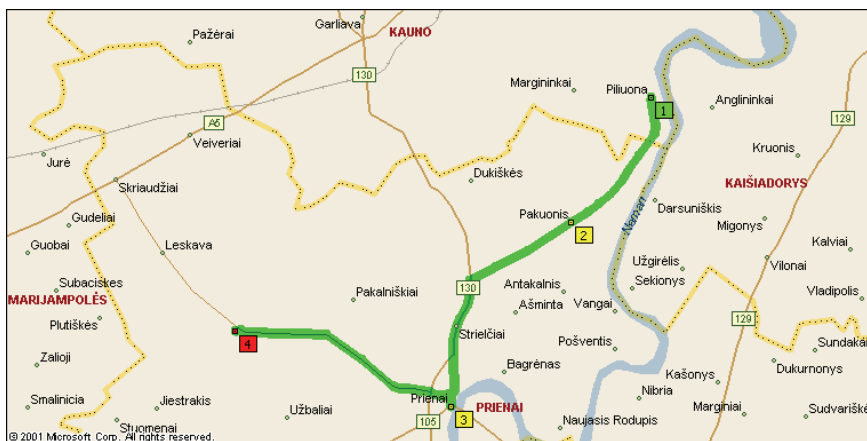 Garliava
KAUNO
Pažėrai
130
Margininkai
Piliuona
1
Anglininkai
A5
129
Veiveriai
Jurė
Kruonis
Skriaudžiai
Dukiškės
KAIŠIADORYS
Pakuonis
Darsuniškis
Gudeliai
2
Neman
Migonys
Guobai
Leskava
Kalviai
Užgirėlis
Vilonai
Subaciskes
130
Antakalnis
Sekionys
MARIJAMPOLĖS
Pakalniškiai
Ašminta
Vangai
Vladipolis
Plutiškės
129
Strielčiai
4
Pošventis
Sundakai
Zalioji
Bagrėnas
Dukurnonys
Kašonys
Nibria
Smalinicia
Jiestrakis
Prienai
PRIENAI
Užbaliai
Marginiai
Sudvariškė
Stuomenai
105
3
Naujasis Rodupis
© 2001 Microsoft Corp. All rights reserved.